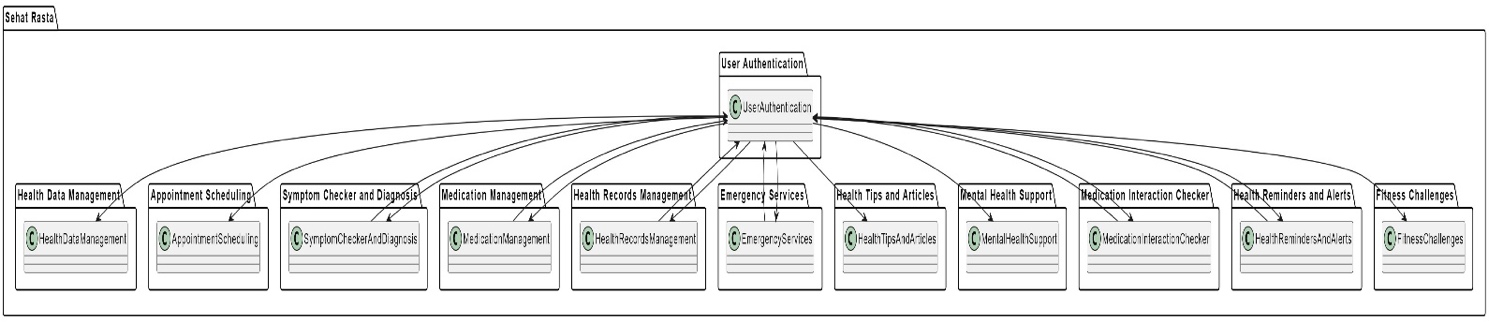 Sehat Rasta
User Authentication
C UserAuthentication
Health Data Management
Appointment Scheduling
Symptom Checker and Diagnosis
Medication Management
Health Records Management
Emergency Services
Health Tips and Articles
Mental Health Support
Medication Interaction Checker
Health Reminders and Alerts
Fitness Challenges
C HealthDataManagement
C AppointmentScheduling
C SymptomCheckerAndDiagnosis
C MedicationManagement
C HealthRecordsManagement
C EmergencyServices
C HealthTipsAndArticles
C MentalHealthSupport
C MedicationInteractionChecker
C HealthRemindersAndAlerts
C FitnessChallenges